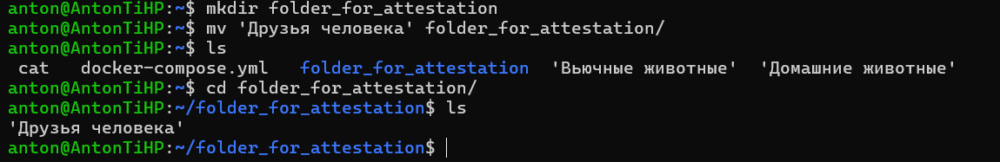 anton@AntonTiHP:~$ mkdir folder_for_attestation
anton@AntonTiHP:~$ mv 'Друзья человека' folder_for_attestation/
anton@AntonTiHP:~$ ls
 cat   docker-compose.yml   folder_for_attestation  'Вьючные животные'  'Домашние животные'
anton@AntonTiHP:~$ cd folder_for_attestation/
anton@AntonTiHP:~/folder_for_attestation$ ls
'Друзья человека'
anton@AntonTiHP:~/folder_for_attestation$